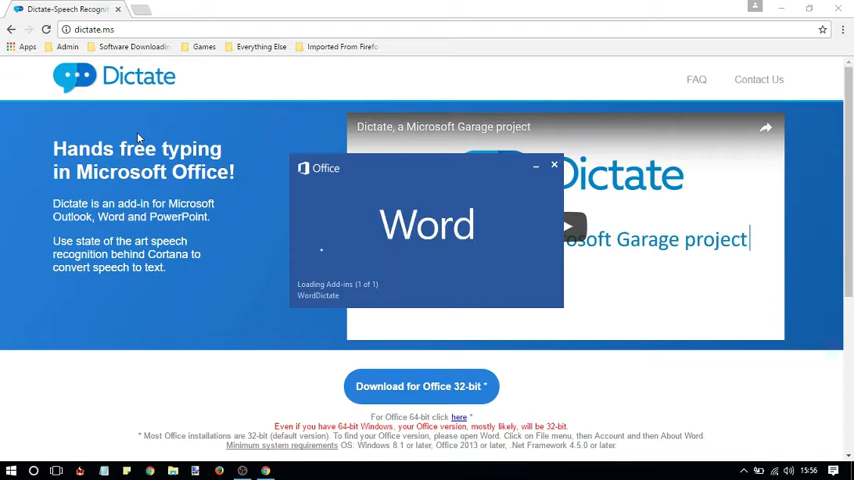 Dictate-Speech Recogni
dictate.ms
Apps Admin Software Downloadin Games Everything Else Imported From Firefo
Dictate
FAQ Contact Us
Hands free typing
in Microsoft Office!
Dictate is an add-in for Microsoft
Outlook, Word and PowerPoint.
Use state of the art speech
recognition behind Cortana to
convert speech to text.
Dictate, a Microsoft Garage project
Dictate
osoft Garage project
Office
Word
Loading Add-ins (1 of 1)
WordDictate
Download for Office 32-bit *
For Office 64-bit click here *
Even if you have 64-bit Windows, your Office version, mostly likely, will be 32-bit.
* Most Office installations are 32-bit (default version). To find your Office version, please open Word. Click on File menu, then Account and then About Word.
Minimum system requirements OS: Windows 8.1 or later, Office 2013 or later, .Net Framework 4.5.0 or later.
15:56